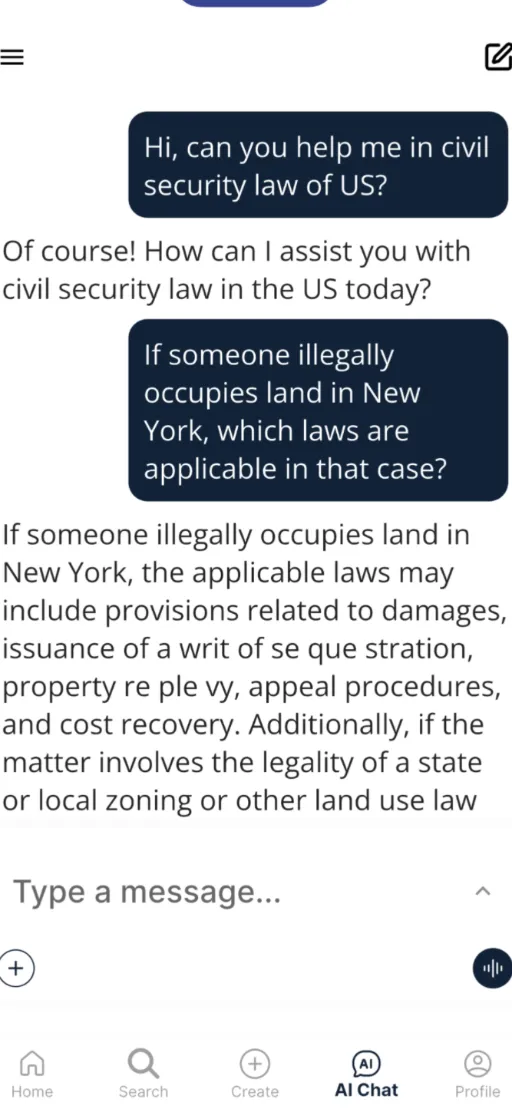 Hi, can you help me in civil
security law of US?
Of course! How can I assist you with
civil security law in the US today?
If someone illegally
occupies land in New
York, which laws are
applicable in that case?
If someone illegally occupies land in
New York, the applicable laws may
include provisions related to damages,
issuance of a writ of se que stration,
property re ple vy, appeal procedures,
and cost recovery. Additionally, if the
matter involves the legality of a state
or local zoning or other land use law
Type a message...
Home
Search
Create
AI
AI Chat
Profile